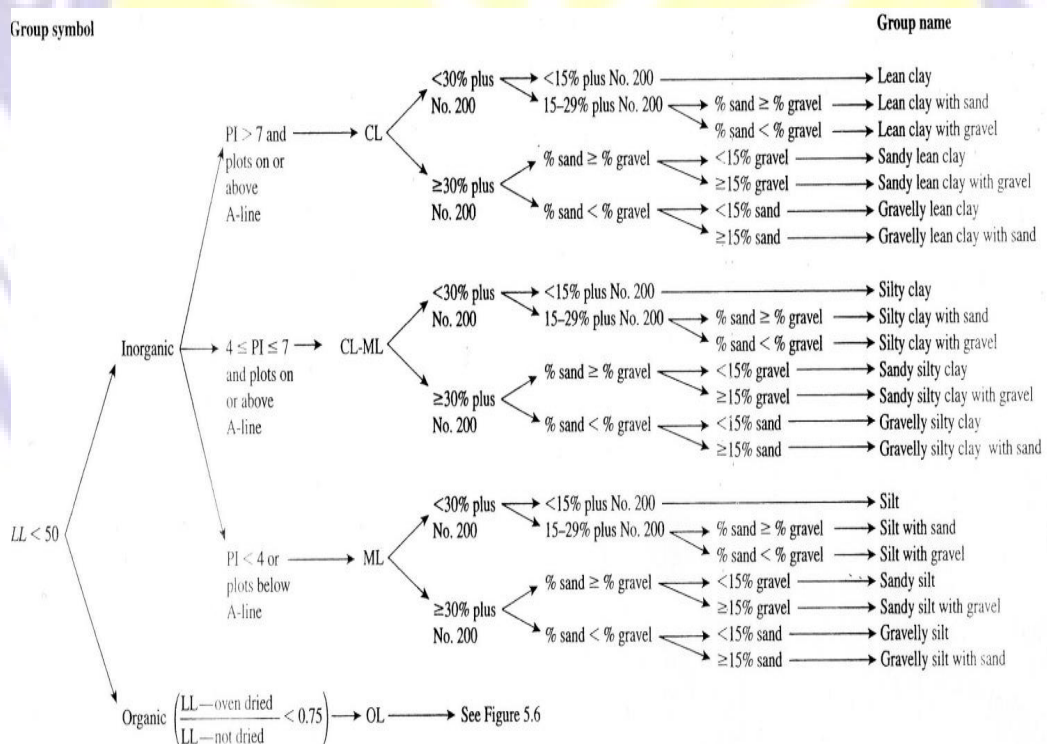 Group symbol
Group name
LL < 50
Inorganic
PI > 7 and
plots on or
above
A-line
CL
<30% plus
No. 200
<15% plus No. 200
Lean clay
15–29% plus No. 200
% sand ≥ % gravel
Lean clay with sand
% sand < % gravel
Lean clay with gravel
≥30% plus
No. 200
% sand ≥ % gravel
<15% gravel
Sandy lean clay
≥15% gravel
Sandy lean clay with gravel
% sand < % gravel
<15% sand
Gravelly lean clay
≥15% sand
Gravelly lean clay with sand
4 ≤ PI ≤ 7
and plots on
or above
A-line
CL-ML
<30% plus
No. 200
<15% plus No. 200
Silty clay
15–29% plus No. 200
% sand ≥ % gravel
Silty clay with sand
% sand < % gravel
Silty clay with gravel
≥30% plus
No. 200
% sand ≥ % gravel
<15% gravel
Sandy silty clay
≥15% gravel
Sandy silty clay with gravel
% sand < % gravel
<15% sand
Gravelly silty clay
≥15% sand
Gravelly silty clay with sand
PI < 4 or
plots below
A-line
ML
<30% plus
No. 200
<15% plus No. 200
Silt
15–29% plus No. 200
% sand ≥ % gravel
Silt with sand
% sand < % gravel
Silt with gravel
≥30% plus
No. 200
% sand ≥ % gravel
<15% gravel
Sandy silt
≥15% gravel
Sandy silt with gravel
% sand < % gravel
<15% sand
Gravelly silt
≥15% sand
Gravelly silt with sand
Organic
LL—oven dried
LL—not dried
< 0.75
OL
See Figure 5.6